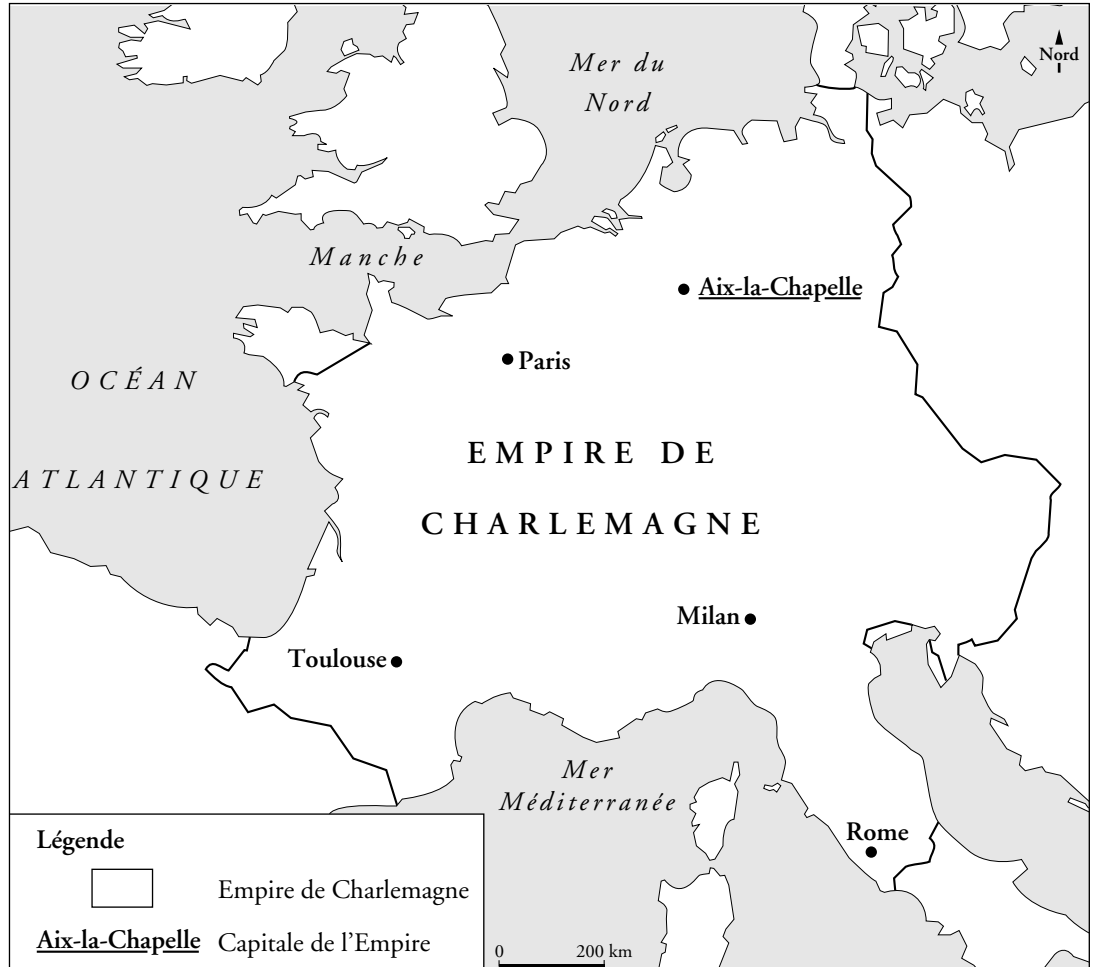 Mer du
Nord
Nord
Manche
Aix-la-Chapelle
Paris
OCÉAN
ATLANTIQUE
EMPIRE DE
CHARLEMAGNE
Milan
Toulouse
Mer
Méditerranée
Rome
Légende
Empire de Charlemagne
Aix-la-Chapelle Capitale de l’Empire
0 200 km